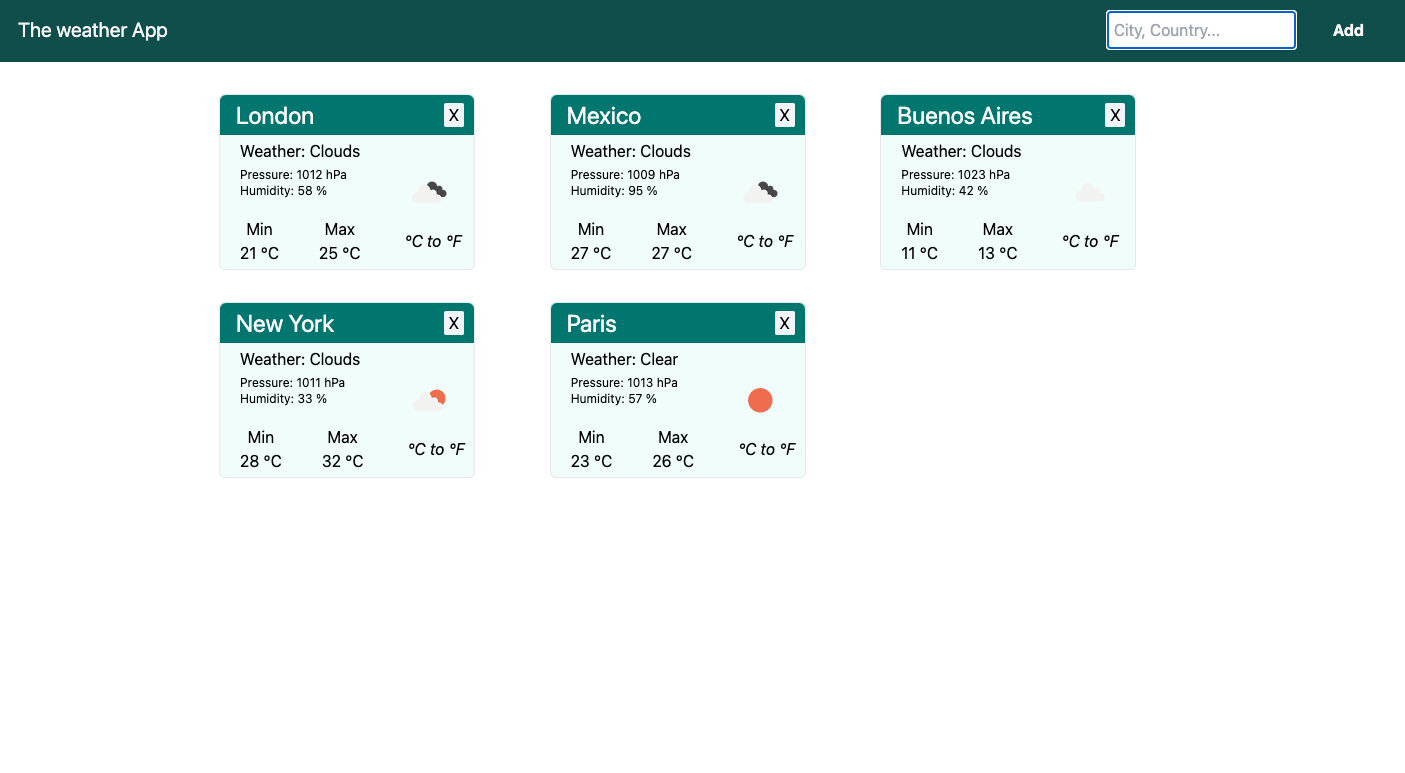 The weather App
City, Country...
Add
London X
Weather: Clouds
Pressure: 1012 hPa
Humidity: 58 %
Min Max
21 °C 25 °C
°C to °F
Mexico X
Weather: Clouds
Pressure: 1009 hPa
Humidity: 95 %
Min Max
27 °C 27 °C
°C to °F
Buenos Aires X
Weather: Clouds
Pressure: 1023 hPa
Humidity: 42 %
Min Max
11 °C 13 °C
°C to °F
New York X
Weather: Clouds
Pressure: 1011 hPa
Humidity: 33 %
Min Max
28 °C 32 °C
°C to °F
Paris X
Weather: Clear
Pressure: 1013 hPa
Humidity: 57 %
Min Max
23 °C 26 °C
°C to °F